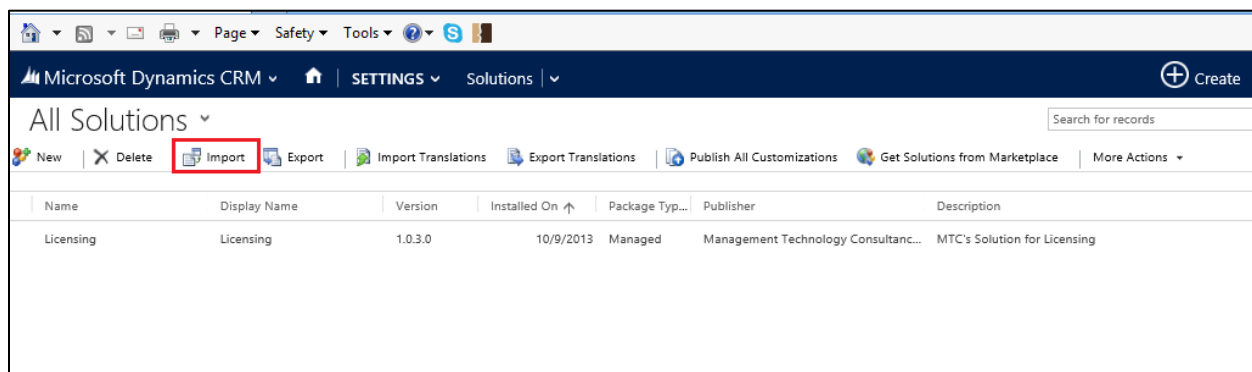 Page Safety Tools
Microsoft Dynamics CRM SETTINGS Solutions Create
All Solutions Search for records
New Delete Import Export Import Translations Export Translations Publish All Customizations Get Solutions from Marketplace More Actions
Name Display Name Version Installed On Package Typ... Publisher Description
Licensing Licensing 1.0.3.0 10/9/2013 Managed Management Technology Consultanc... MTC's Solution for Licensing